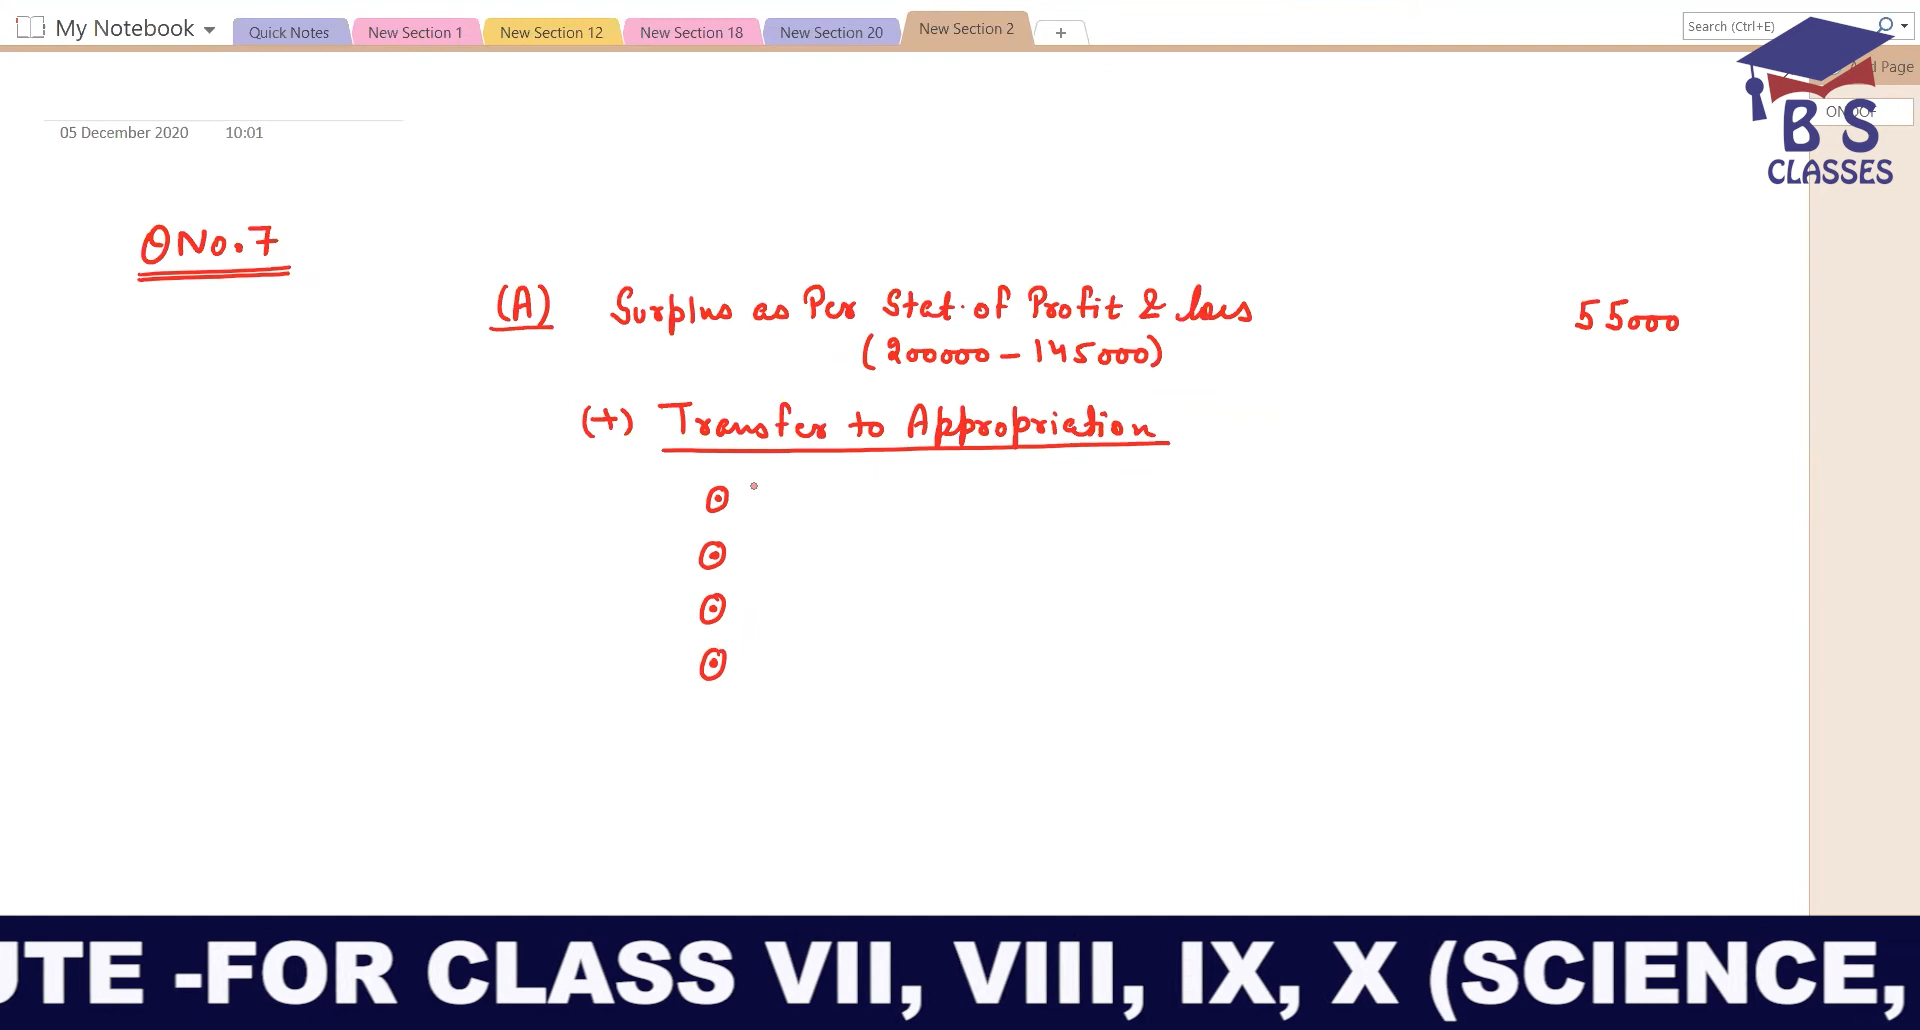 My Notebook
Quick Notes
New Section 1
New Section 12
New Section 18
New Section 20
New Section 2
+
Search (Ctrl+E)
Page
B S
CLASSES
05 December 2020 10:01
QNo.7
(A) Surplus as Per Stat. of Profit & loss 55000
(200000 - 145000)
(+) Transfer to Appropriation
UTE -FOR CLASS VII, VIII, IX, X (SCIENCE,